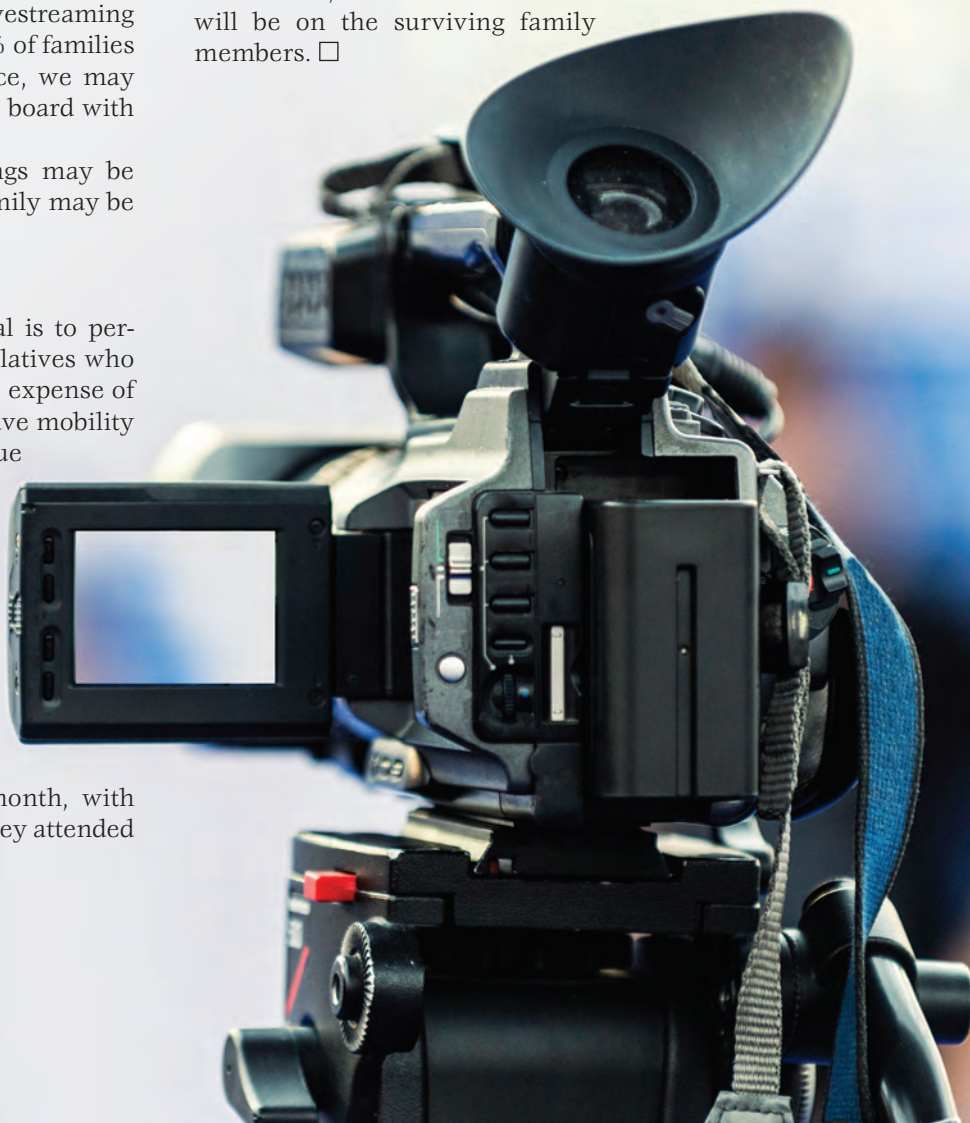 vestreaming
% of families
ce, we may
board with
ngs may be
mily may be
al is to per-
latives who
expense of
ve mobility
ue
month, with
ey attended
will be on the surviving family
members. □